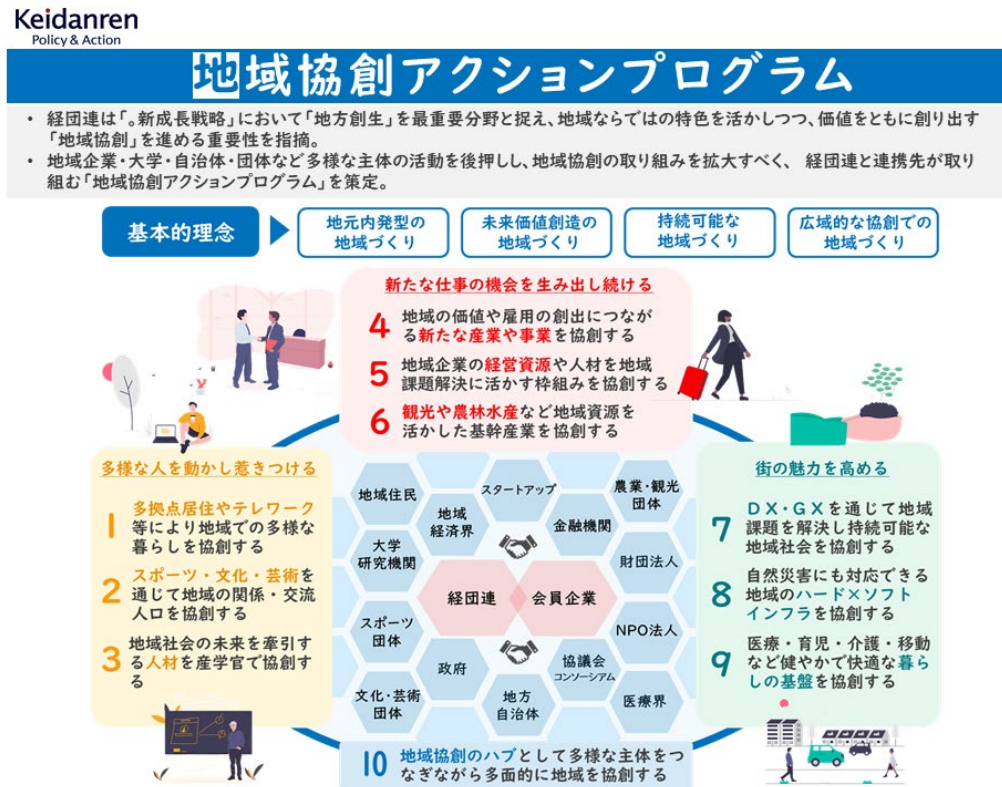 Keidanren
Policy & Action
地域協創アクションプログラム
・ 経団連は「。新成長戦略」において「地方創生」を最重要分野と捉え、地域ならではの特色を活かしつつ、価値をともに創り出す
「地域協創」を進める重要性を指摘。
・ 地域企業・大学・自治体・団体など多様な主体の活動を後押しし、地域協創の取り組みを拡大すべく、 経団連と連携先が取り
組む「地域協創アクションプログラム」を策定。
基本的理念
地元内発型の
地域づくり
未来価値創造の
地域づくり
持続可能な
地域づくり
広域的な協創での
地域づくり
新たな仕事の機会を生み出し続ける
4 地域の価値や雇用の創出につなが
る新たな産業や事業を協創する
5 地域企業の経営資源や人材を地域
課題解決に活かす枠組みを協創する
6 観光や農林水産など地域資源を
活かした基幹産業を協創する
多様な人を動かし惹きつける
1 多拠点居住やテレワーク
等により地域での多様な
暮らしを協創する
2 スポーツ・文化・芸術を
通じて地域の関係・交流
人口を協創する
3 地域社会の未来を牽引す
る人材を産学官で協創す
る
地域住民
地域
経済界
スタートアップ
金融機関
農業・観光
団体
大学
研究機関
財団法人
経団連
会員企業
スポーツ
団体
NPO法人
政府
協議会
コンソーシアム
文化・芸術
団体
地方
自治体
医療界
街の魅力を高める
7 DX・GXを通じて地域
課題を解決し持続可能な
地域社会を協創する
8 自然災害にも対応できる
地域のハード×ソフト
インフラを協創する
9 医療・育児・介護・移動
など健やかで快適な暮ら
しの基盤を協創する
10 地域協創のハブとして多様な主体をつ
なぎながら多面的に地域を協創する